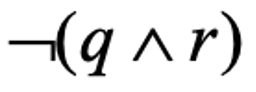 ¬(q ∧ r)